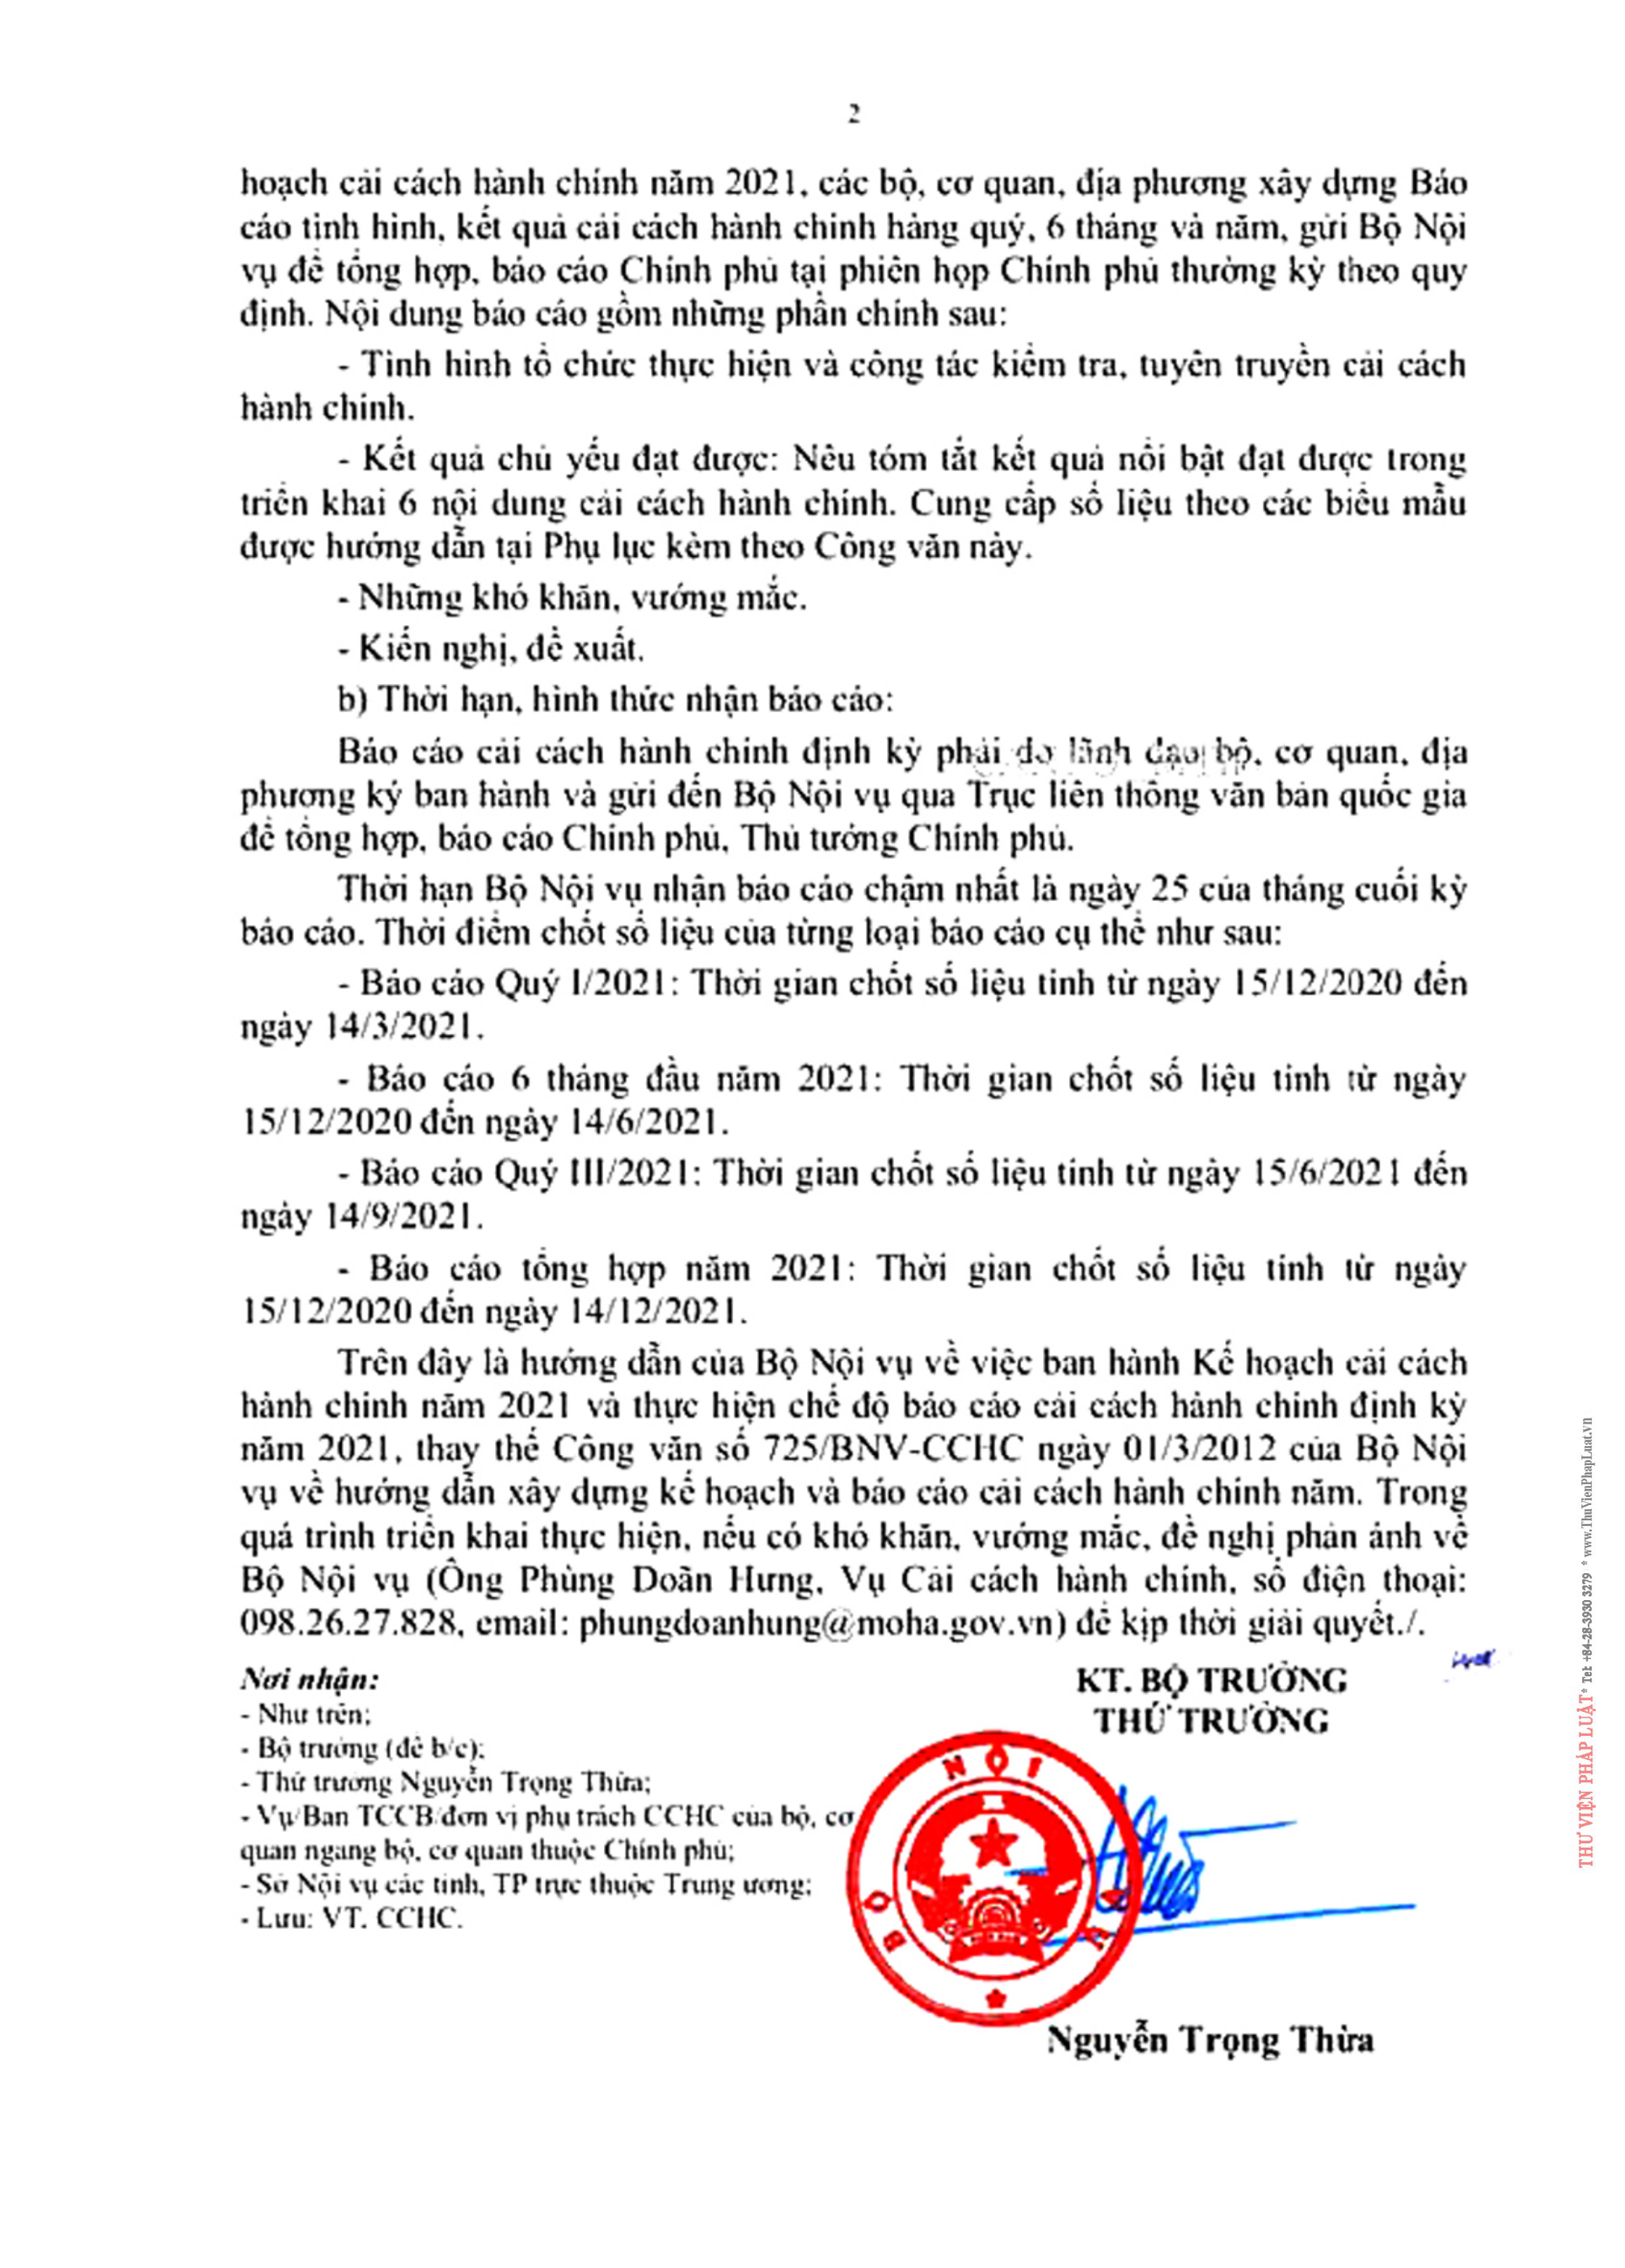 2
hoạch cải cách hành chính năm 2021, các bộ, cơ quan, địa phương xây dựng Báo
cáo tình hình, kết quả cải cách hành chính hàng quý, 6 tháng và năm, gửi Bộ Nội
vụ để tổng hợp, báo cáo Chính phủ tại phiên họp Chính phủ thường kỳ theo quy
định. Nội dung báo cáo gồm những phần chính sau:
- Tình hình tổ chức thực hiện và công tác kiểm tra, tuyên truyền cải cách
hành chính.
- Kết quả chủ yếu đạt được: Nêu tóm tắt kết quả nổi bật đạt được trong
triển khai 6 nội dung cải cách hành chính. Cung cấp số liệu theo các biểu mẫu
được hướng dẫn tại Phụ lục kèm theo Công văn này.
- Những khó khăn, vướng mắc.
- Kiến nghị, đề xuất.
b) Thời hạn, hình thức nhận báo cáo:
Báo cáo cải cách hành chính định kỳ phải do lãnh đạo bộ, cơ quan, địa
phương ký ban hành và gửi đến Bộ Nội vụ qua Trục liên thông văn bản quốc gia
để tổng hợp, báo cáo Chính phủ, Thủ tướng Chính phủ.
Thời hạn Bộ Nội vụ nhận báo cáo chậm nhất là ngày 25 của tháng cuối kỳ
báo cáo. Thời điểm chốt số liệu của từng loại báo cáo cụ thể như sau:
- Báo cáo Quý I/2021: Thời gian chốt số liệu tính từ ngày 15/12/2020 đến
ngày 14/3/2021.
- Báo cáo 6 tháng đầu năm 2021: Thời gian chốt số liệu tính từ ngày
15/12/2020 đến ngày 14/6/2021.
- Báo cáo Quý III/2021: Thời gian chốt số liệu tính từ ngày 15/6/2021 đến
ngày 14/9/2021.
- Báo cáo tổng hợp năm 2021: Thời gian chốt số liệu tính từ ngày
15/12/2020 đến ngày 14/12/2021.
Trên đây là hướng dẫn của Bộ Nội vụ về việc ban hành Kế hoạch cải cách
hành chính năm 2021 và thực hiện chế độ báo cáo cải cách hành chính định kỳ
năm 2021, thay thế Công văn số 725/BNV-CCHC ngày 01/3/2012 của Bộ Nội
vụ về hướng dẫn xây dựng kế hoạch và báo cáo cải cách hành chính năm. Trong
quá trình triển khai thực hiện, nếu có khó khăn, vướng mắc, đề nghị phản ánh về
Bộ Nội vụ (Ông Phùng Doãn Hưng, Vụ Cải cách hành chính, số điện thoại:
098.26.27.828, email: phungdoanhung@moha.gov.vn) để kịp thời giải quyết./.
Nơi nhận:
- Như trên;
- Bộ trưởng (để b/c);
- Thứ trưởng Nguyễn Trọng Thừa;
- Vụ/Ban TCCB/đơn vị phụ trách CCHC của bộ, cơ
quan ngang bộ, cơ quan thuộc Chính phủ;
- Sở Nội vụ các tỉnh, TP trực thuộc Trung ương;
- Lưu: VT, CCHC.
KT. BỘ TRƯỞNG
THỨ TRƯỞNG
BỘ NỘI VỤ
Nguyễn Trọng Thừa
THƯ VIỆN PHÁP LUẬT * Tel: +84-28-3930 3279 * www.ThuVienPhapLuat.vn